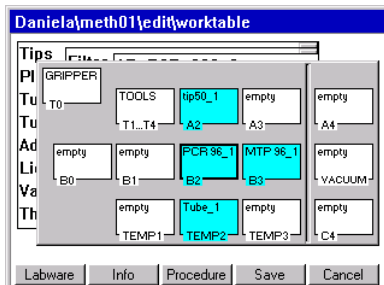 Daniela\meth01\edit\worktable
Tips
Pl
Tu
Tu
Ad
Li
Va
Th
GRIPPER
T0
TOOLS
T1...T4
tip50_1
A2
empty
A3
empty
A4
empty
B0
empty
B1
PCR 96_1
B2
MTP 96_1
B3
empty
VACUUM
empty
TEMP1
Tube_1
TEMP2
empty
TEMP3
empty
C4
Labware Info Procedure Save Cancel